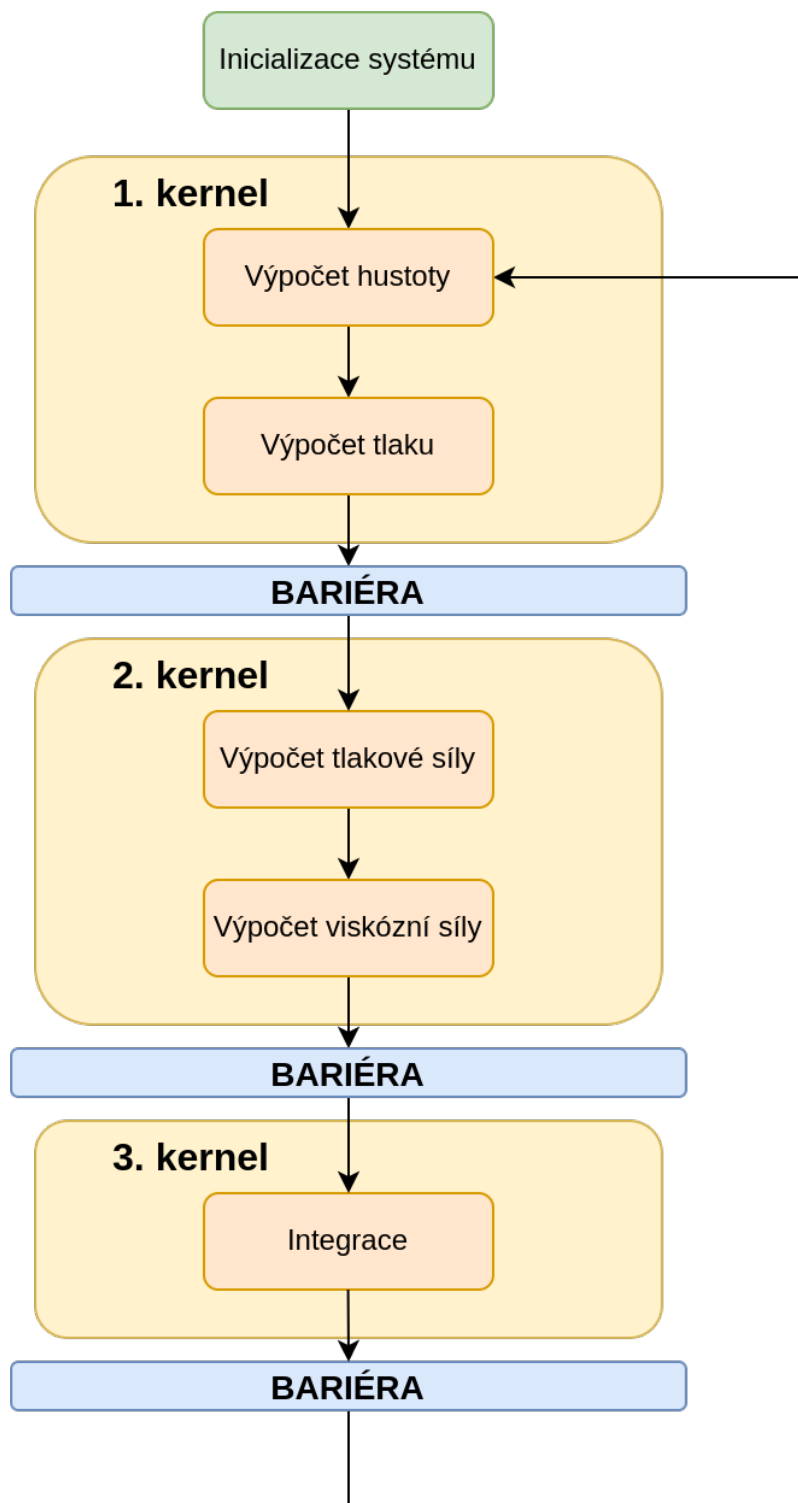 Inicializace systému
1. kernel
Výpočet hustoty
Výpočet tlaku
BARIÉRA
2. kernel
Výpočet tlakové síly
Výpočet viskózní síly
BARIÉRA
3. kernel
Integrace
BARIÉRA